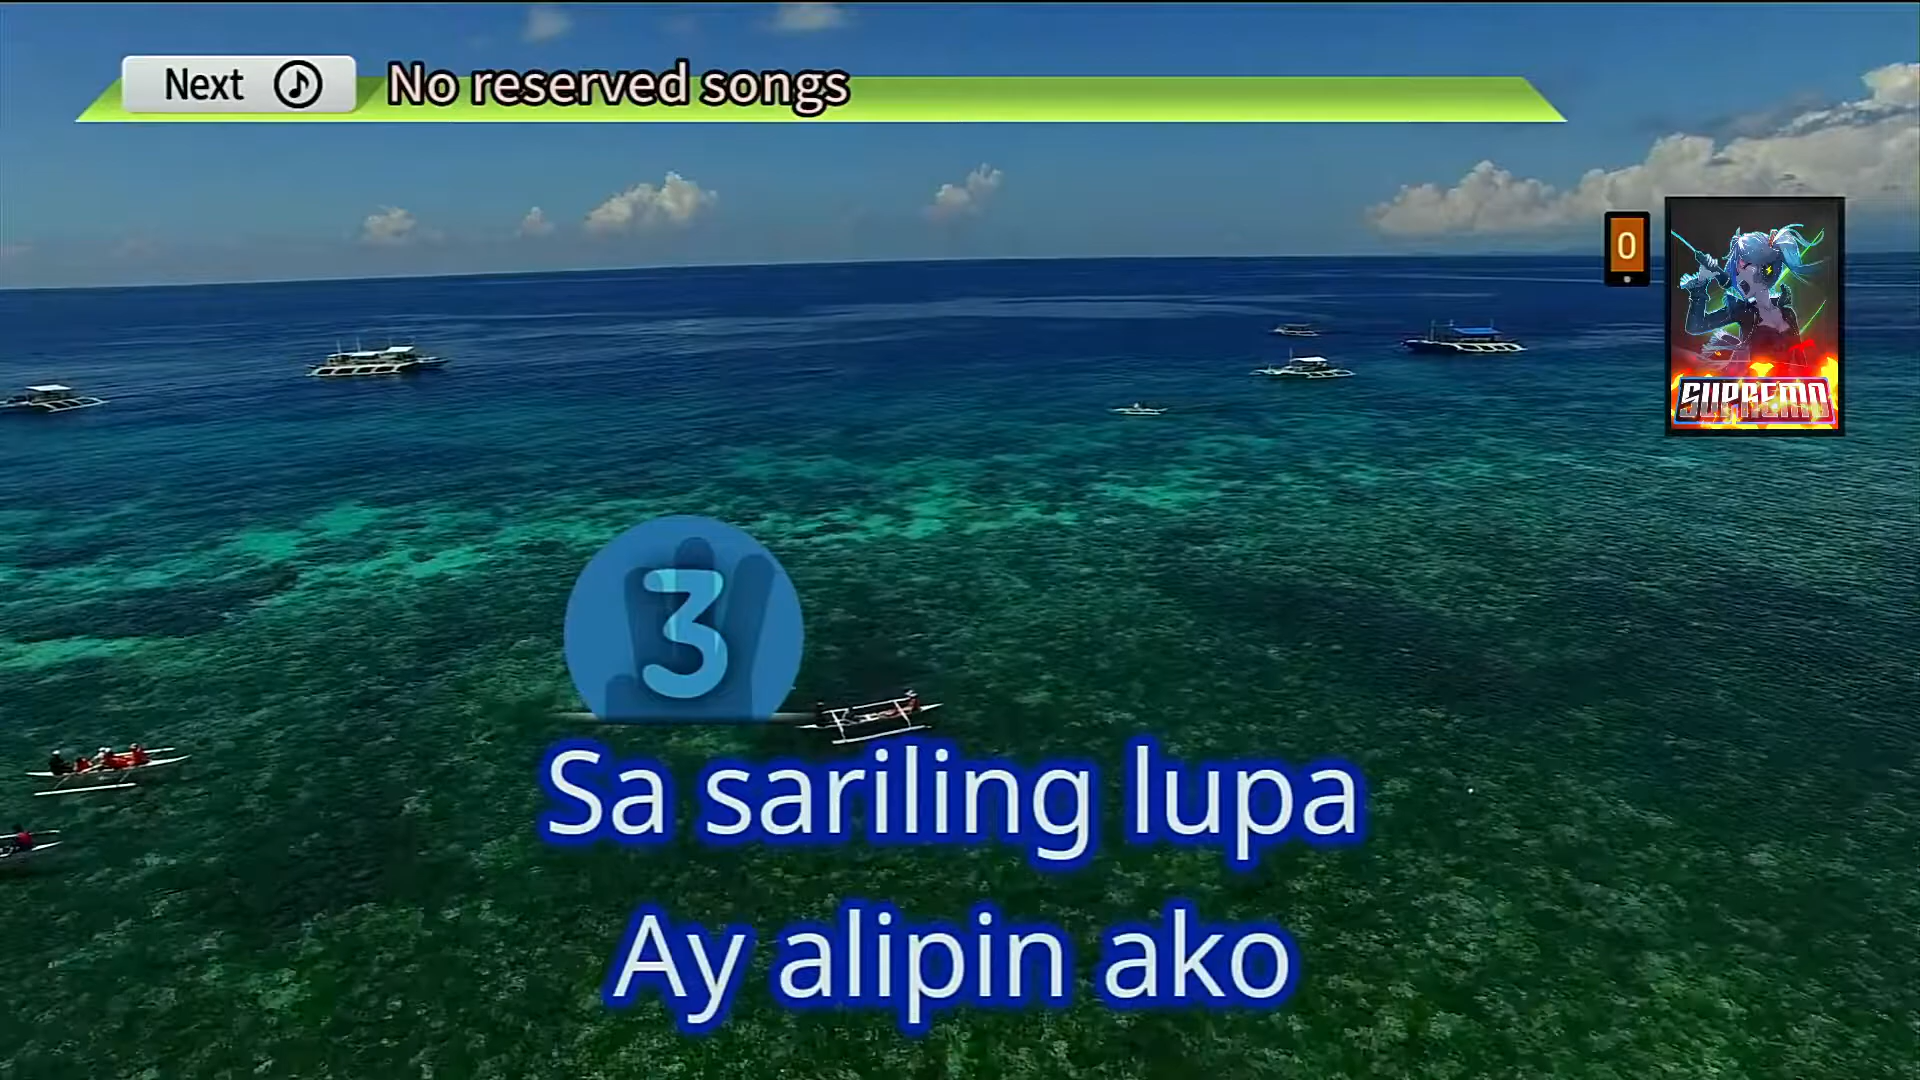 Next No reserved songs
0
SUPREMO
3
Sa sariling lupa
Ay alipin ako